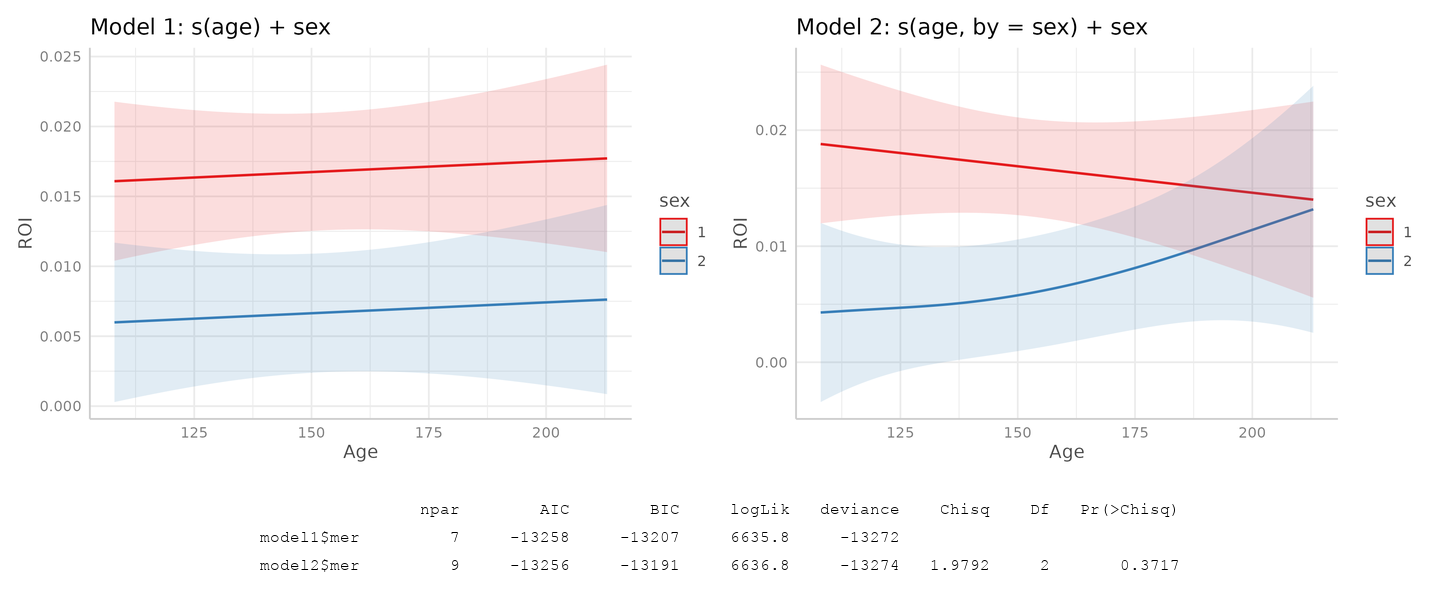 Model 1: s(age) + sex
0.025
0.020
0.015
0.010
0.005
0.000
ROI
125 150 175 200
Age
sex
1
2
Model 2: s(age, by = sex) + sex
0.02
0.01
0.00
ROI
125 150 175 200
Age
sex
1
2
npar AIC BIC logLik deviance Chisq Df Pr(>Chisq)
model1$mer 7 -13258 -13207 6635.8 -13272
model2$mer 9 -13256 -13191 6636.8 -13274 1.9792 2 0.3717